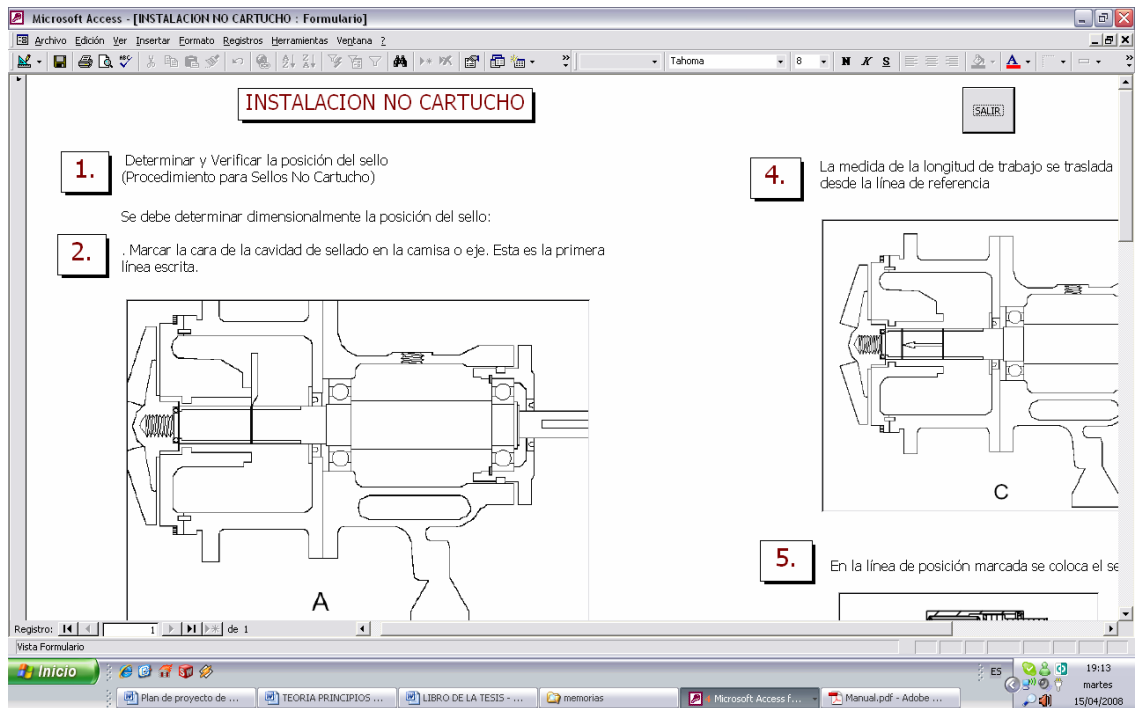 Microsoft Access - [INSTALACION NO CARTUCHO : Formulario]
Archivo Edición Ver Insertar Formato Registros Herramientas Ventana ?
Tahoma 8 N K S
INSTALACION NO CARTUCHO
SALIR
1.
Determinar y Verificar la posición del sello
(Procedimiento para Sellos No Cartucho)
Se debe determinar dimensionalmente la posición del sello:
2.
. Marcar la cara de la cavidad de sellado en la camisa o eje. Esta es la primera
línea escrita.
A
4.
La medida de la longitud de trabajo se traslada
desde la línea de referencia
C
5.
En la línea de posición marcada se coloca el se
Registro: 1 de 1
Vista Formulario
Inicio
ES
19:13
martes
15/04/2008
Plan de proyecto de ...
TEORIA PRINCIPIOS ...
LIBRO DE LA TESIS - ...
memorias
Microsoft Access f...
Manual.pdf - Adobe ...